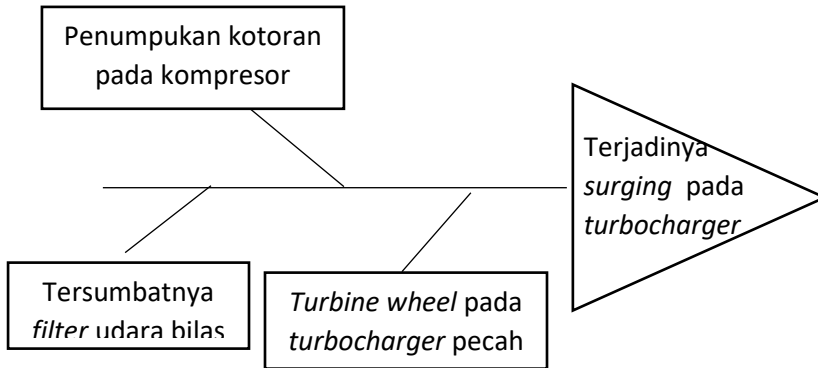 Penumpukan kotoran
pada kompresor
Terjadinya
surging pada
turbocharger
Tersumbatnya
filter udara bilas
Turbine wheel pada
turbocharger pecah